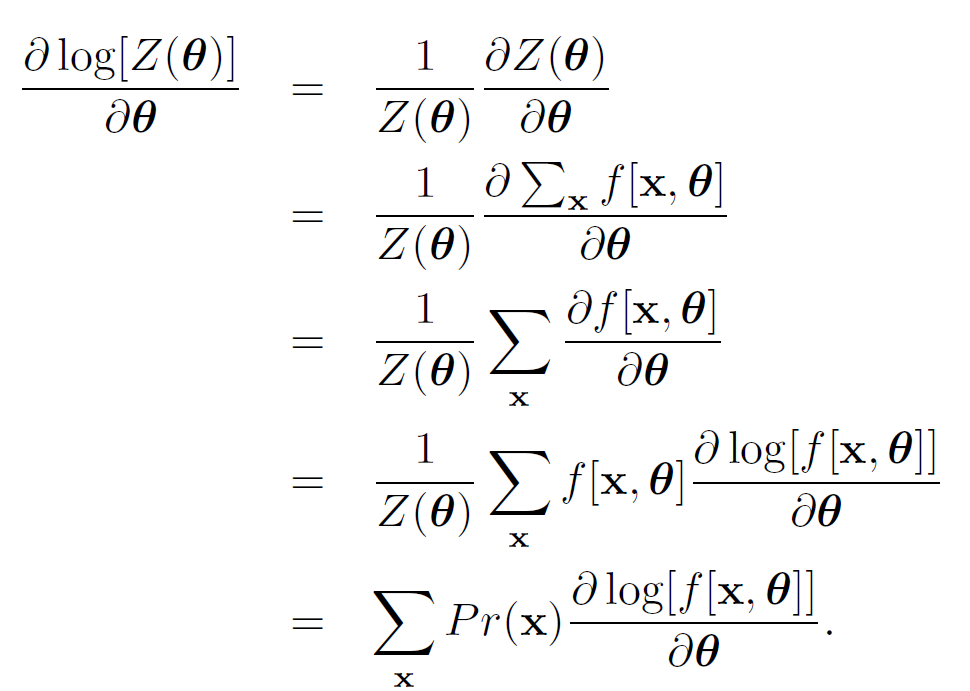 ∂ log[Z(𝜽)] / ∂𝜽 = 1/Z(𝜽) ∂Z(𝜽)/∂𝜽
= 1/Z(𝜽) ∂ ∑_𝐱 f[𝐱, 𝜽] / ∂𝜽
= 1/Z(𝜽) ∑_𝐱 ∂f[𝐱, 𝜽]/∂𝜽
= 1/Z(𝜽) ∑_𝐱 f[𝐱, 𝜽] ∂ log[f[𝐱, 𝜽]]/∂𝜽
= ∑_𝐱 Pr(𝐱) ∂ log[f[𝐱, 𝜽]]/∂𝜽.